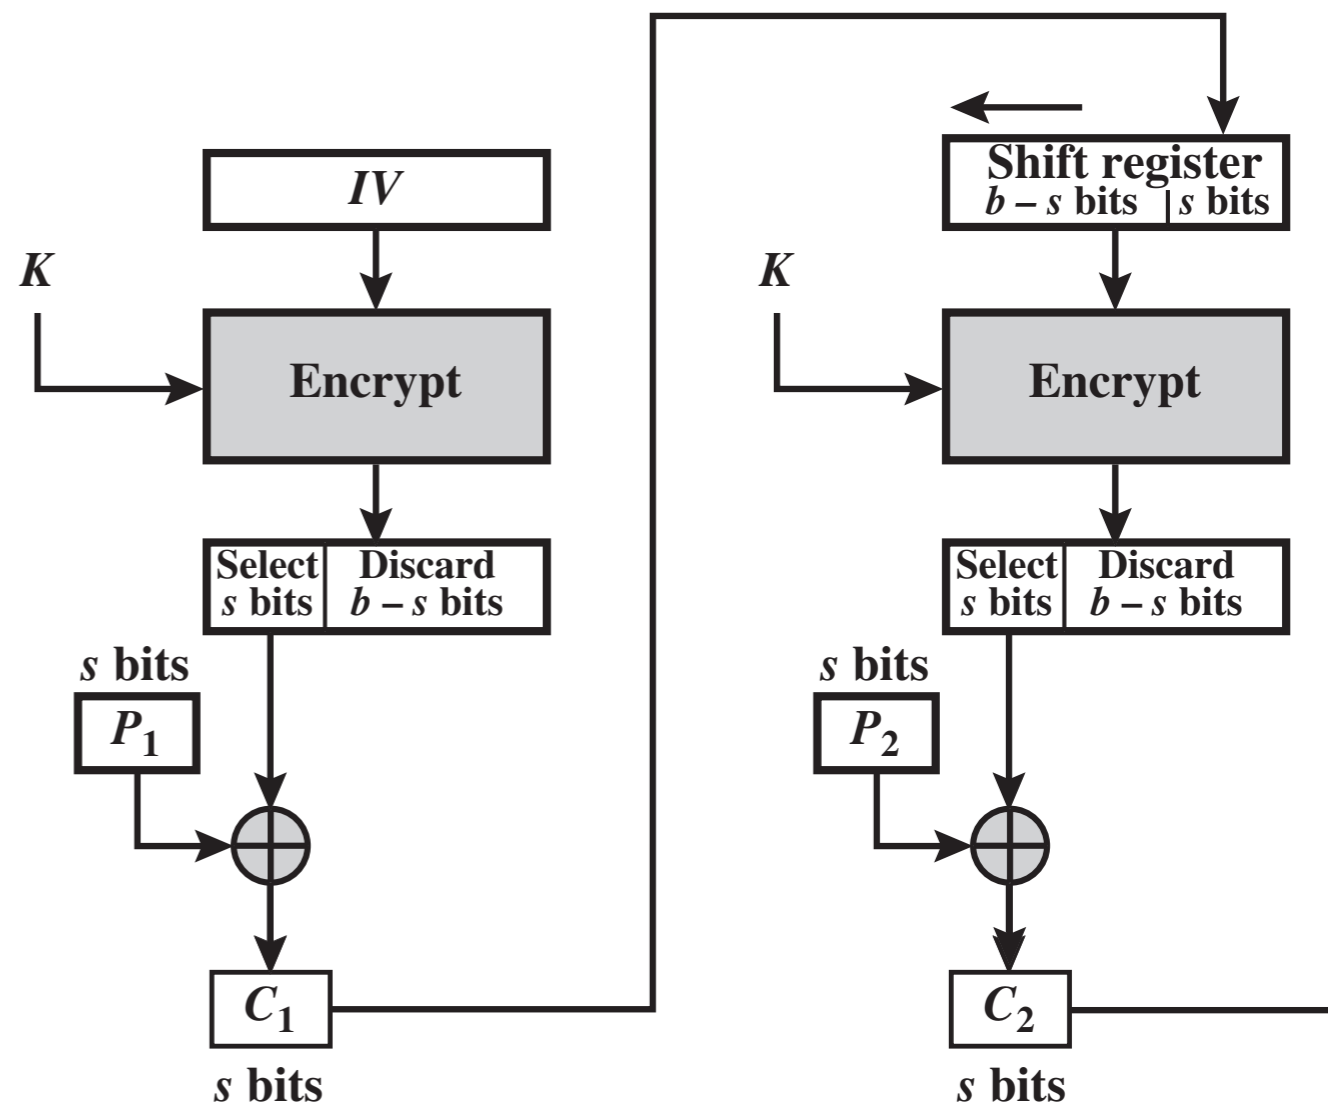 IV
K
Encrypt
Select
s bits
Discard
b – s bits
s bits
P1
C1
s bits
Shift register
b – s bits
s bits
K
Encrypt
Select
s bits
Discard
b – s bits
s bits
P2
C2
s bits